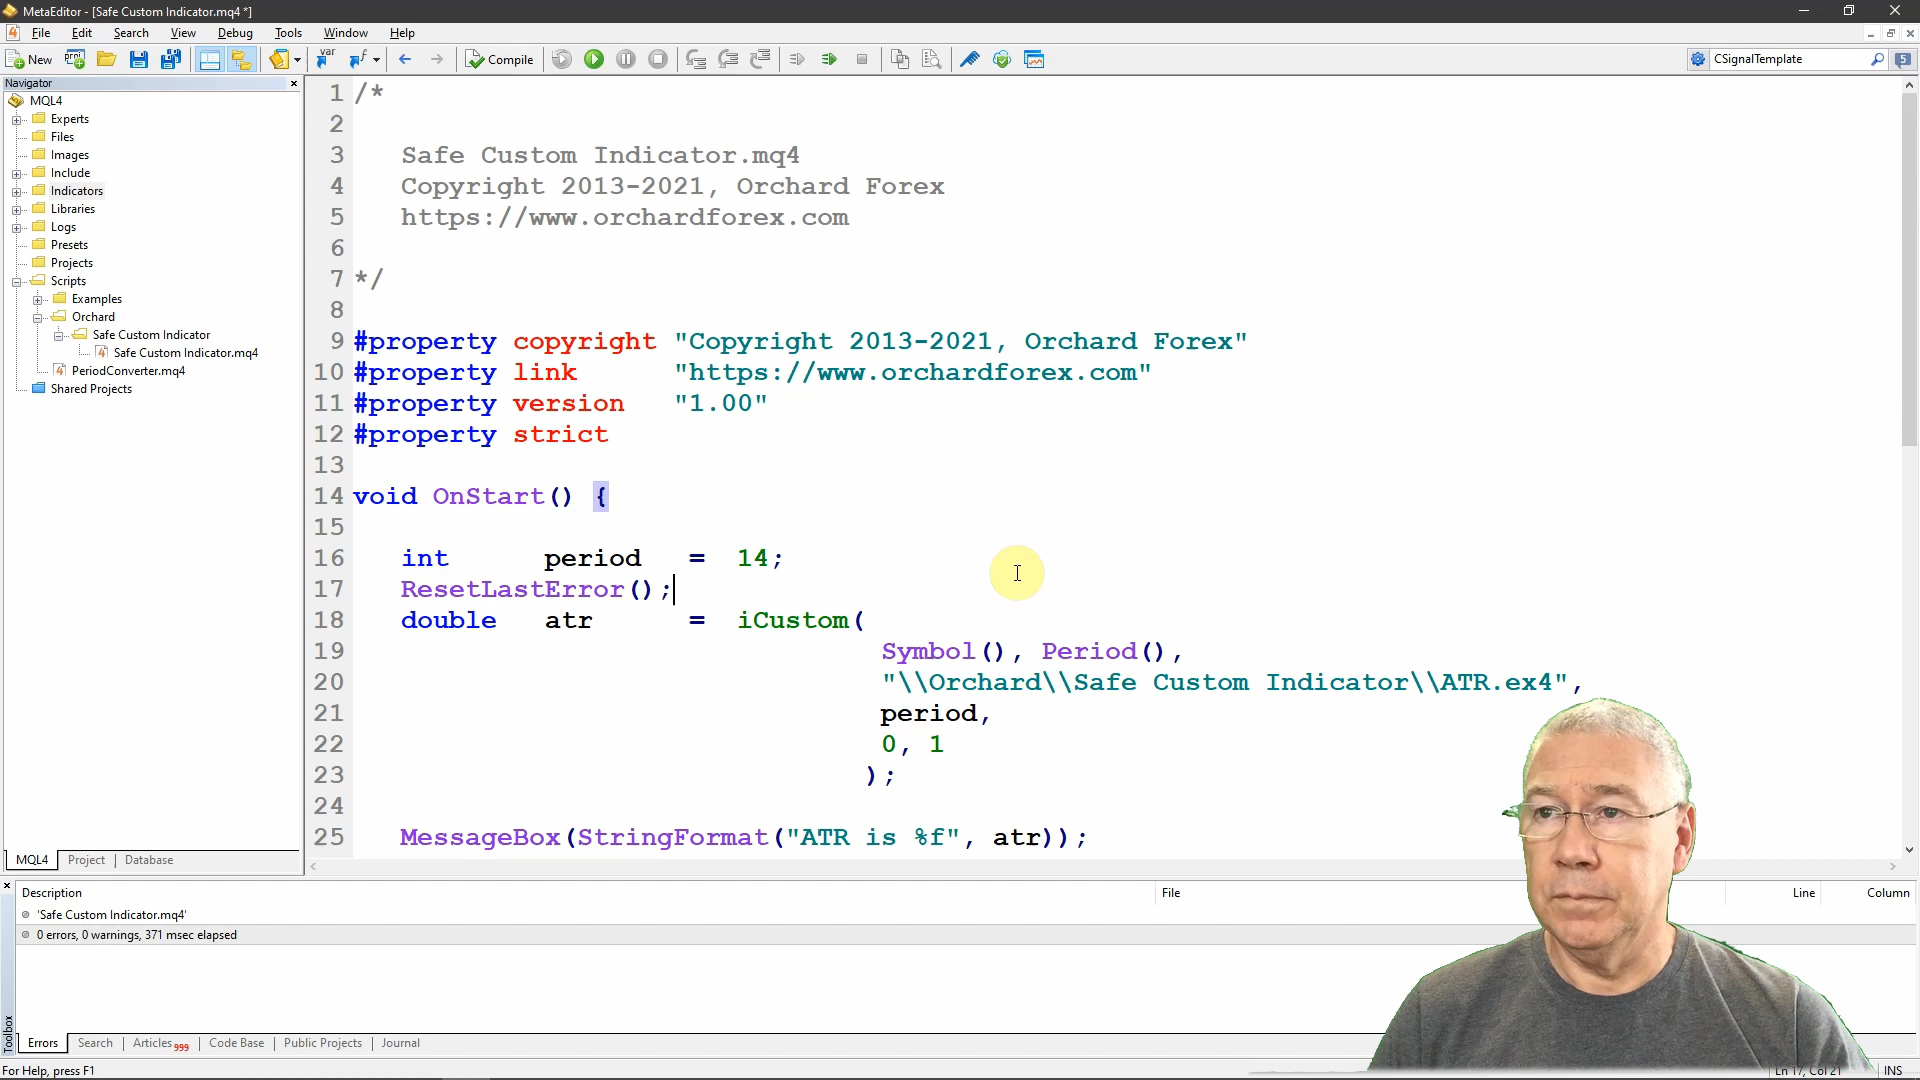 MetaEditor - [Safe Custom Indicator.mq4 *]
File Edit Search View Debug Tools Window Help
New Compile CSignalTemplate 5
Navigator
MQL4
Experts
Files
Images
Include
Indicators
Libraries
Logs
Presets
Projects
Scripts
Examples
Orchard
Safe Custom Indicator
Safe Custom Indicator.mq4
PeriodConverter.mq4
Shared Projects
MQL4 Project Database
1 /*
2
3 Safe Custom Indicator.mq4
4 Copyright 2013-2021, Orchard Forex
5 https://www.orchardforex.com
6
7 */
8
9 #property copyright "Copyright 2013-2021, Orchard Forex"
10 #property link "https://www.orchardforex.com"
11 #property version "1.00"
12 #property strict
13
14 void OnStart() {
15
16 int period = 14;
17 ResetLastError();
18 double atr = iCustom(
19 Symbol(), Period(),
20 "\\Orchard\\Safe Custom Indicator\\ATR.ex4",
21 period,
22 0, 1
23 );
24
25 MessageBox(StringFormat("ATR is %f", atr));
Description File Line Column
'Safe Custom Indicator.mq4'
0 errors, 0 warnings, 371 msec elapsed
Toolbox
Errors Search Articles 999 Code Base Public Projects Journal
For Help, press F1 Ln 17, Col 21 INS